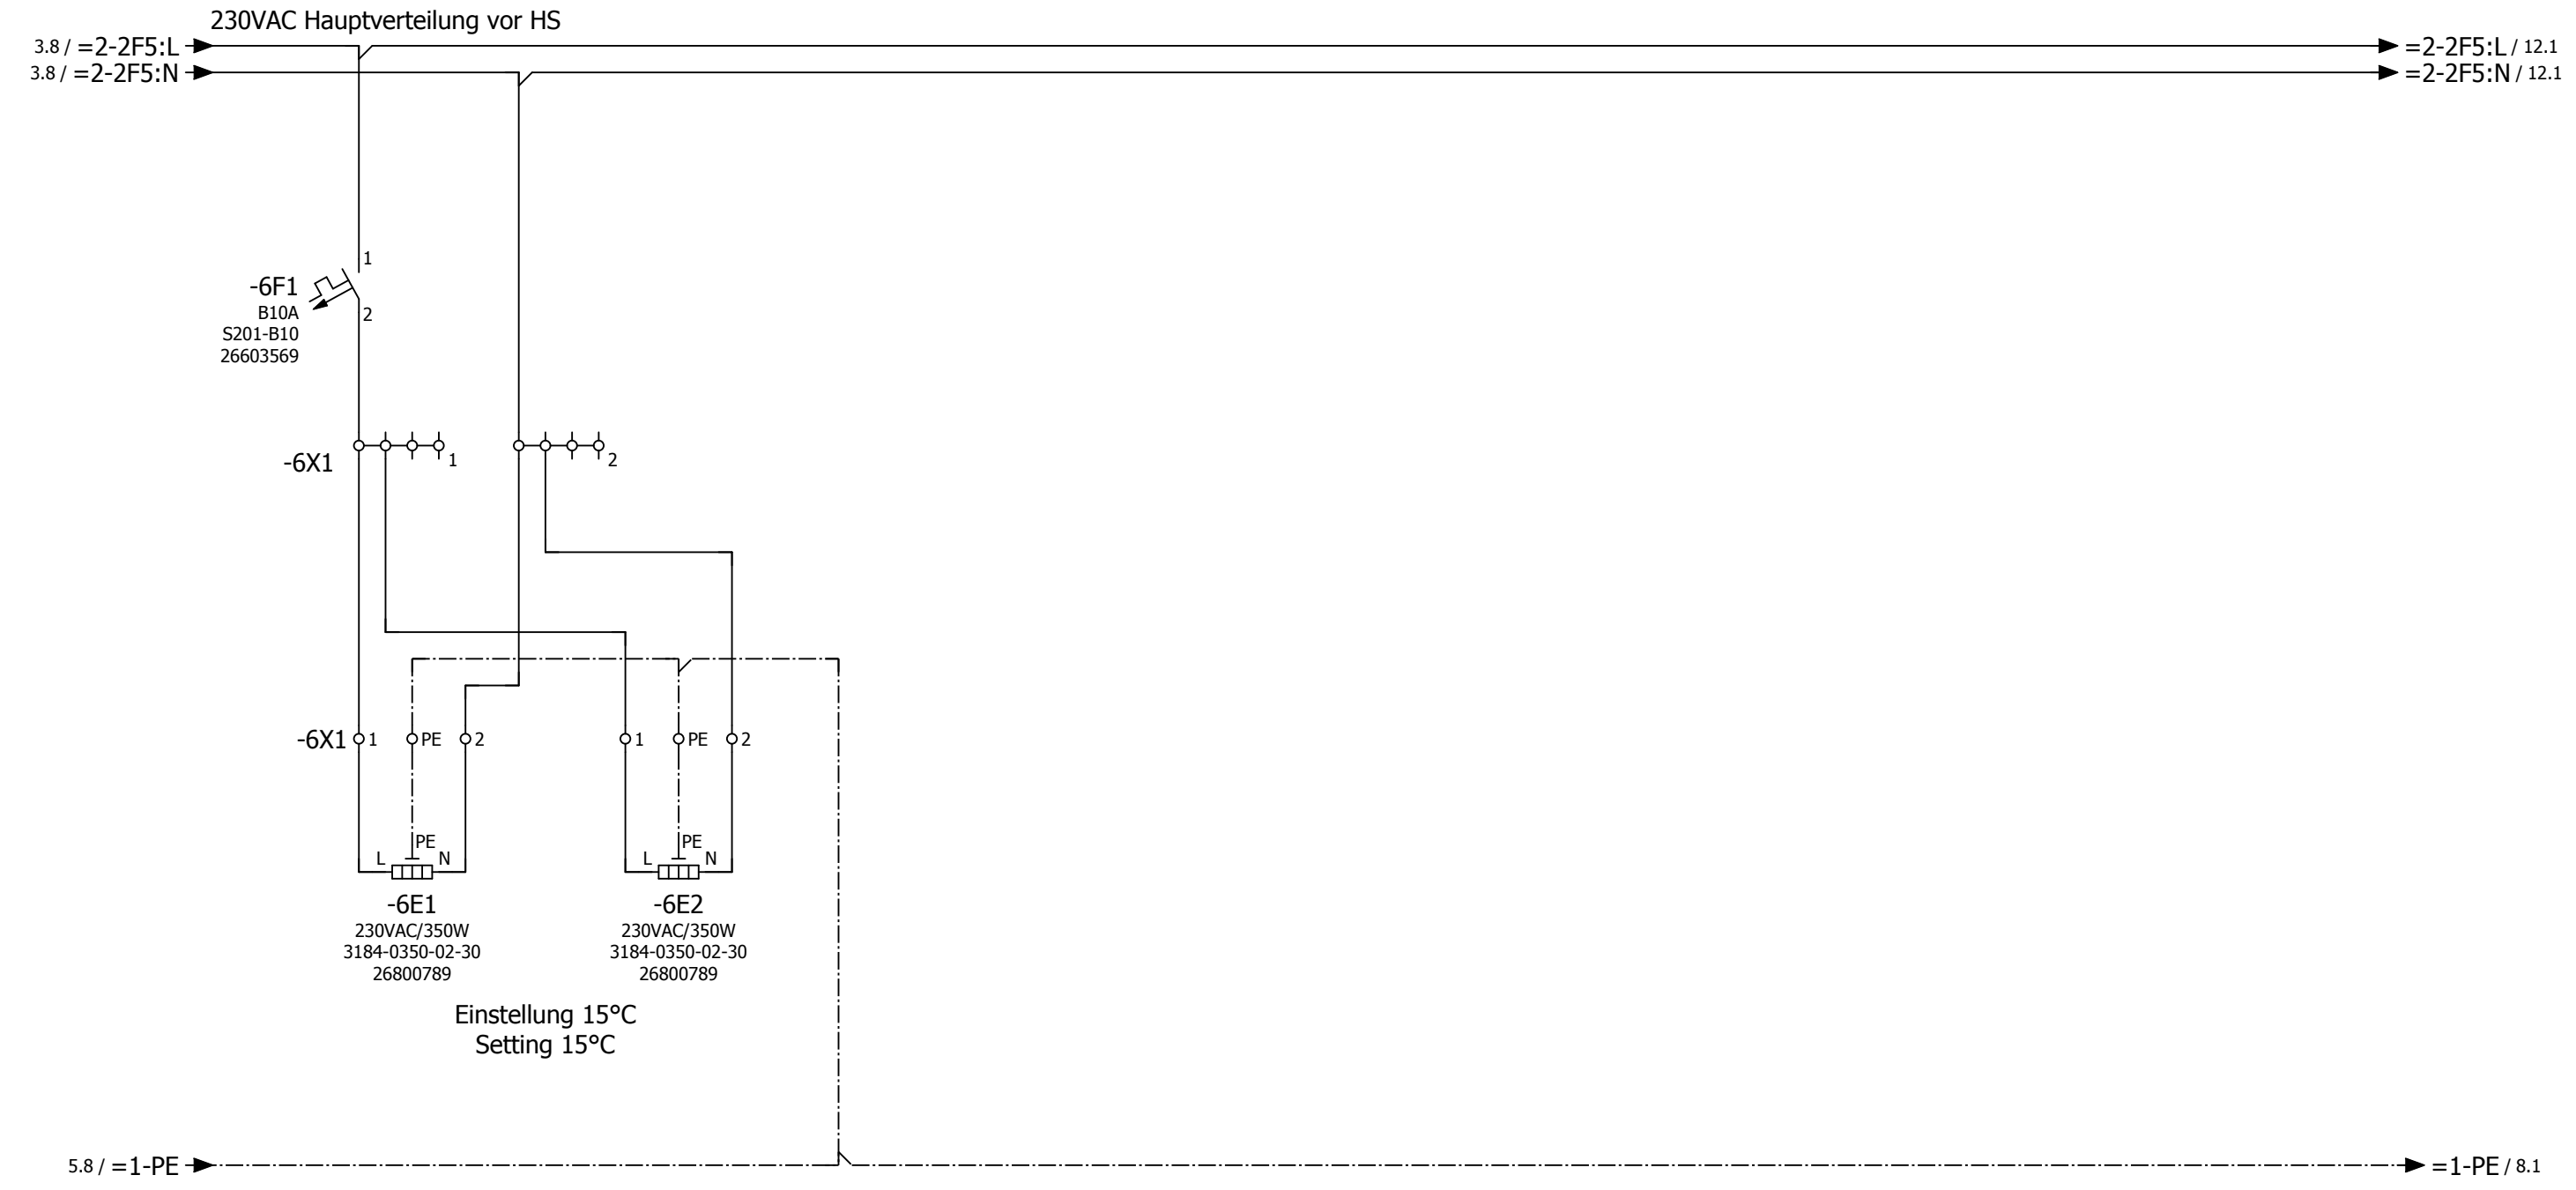 230VAC Hauptverteilung vor HS
3.8 / =2-2F5:L =2-2F5:L / 12.1
3.8 / =2-2F5:N =2-2F5:N / 12.1
1
-6F1
B10A
2
S201-B10
26603569
-6X1 1 2
-6X1 1 PE 2 1 PE 2
PE PE
L N L N
-6E1 -6E2
230VAC/350W 230VAC/350W
3184-0350-02-30 3184-0350-02-30
26800789 26800789
Einstellung 15°C
Setting 15°C
5.8 / =1-PE =1-PE / 8.1